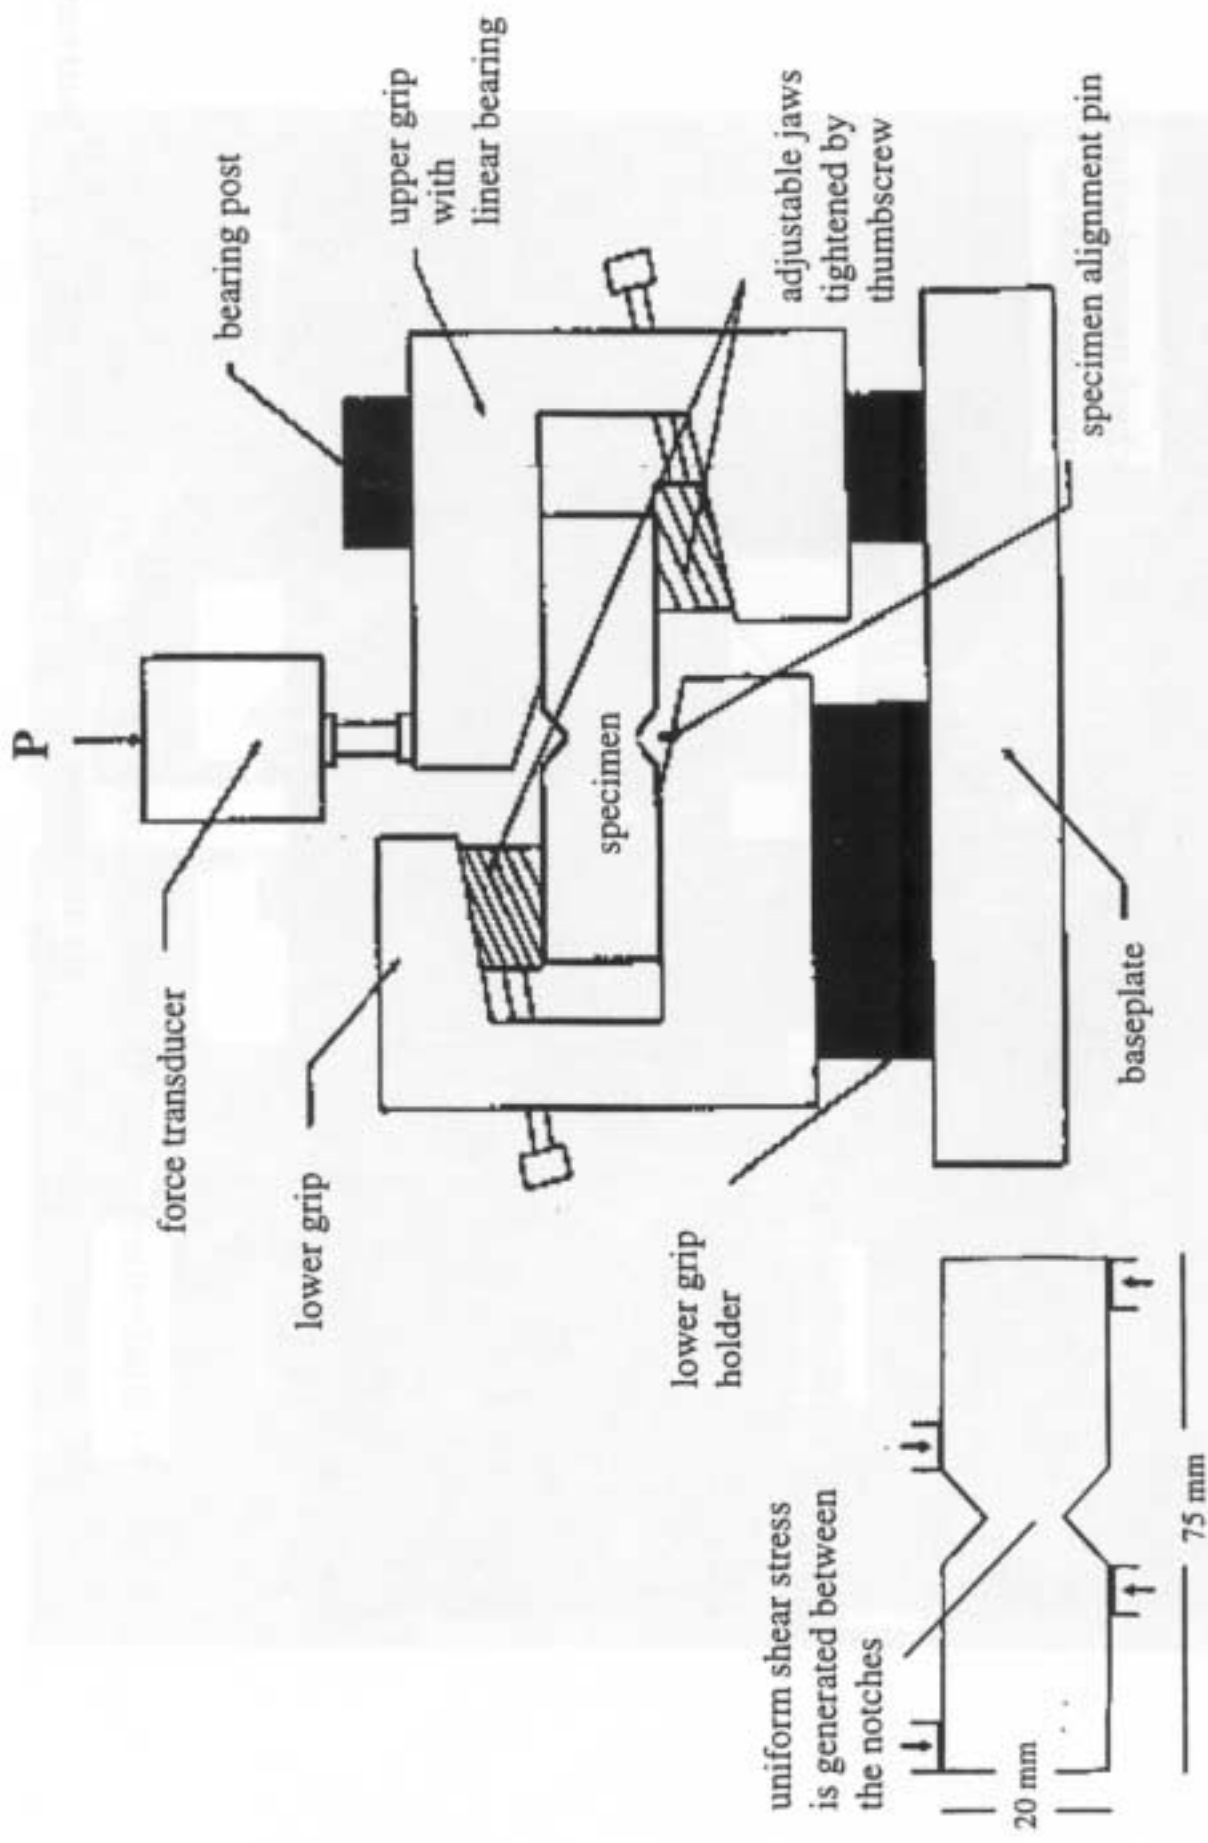 P
force transducer
bearing post
upper grip
with
linear bearing
lower grip
specimen
adjustable jaws
tightened by
thumbscrew
lower grip
holder
specimen alignment pin
baseplate
uniform shear stress
is generated between
the notches
20 mm
75 mm